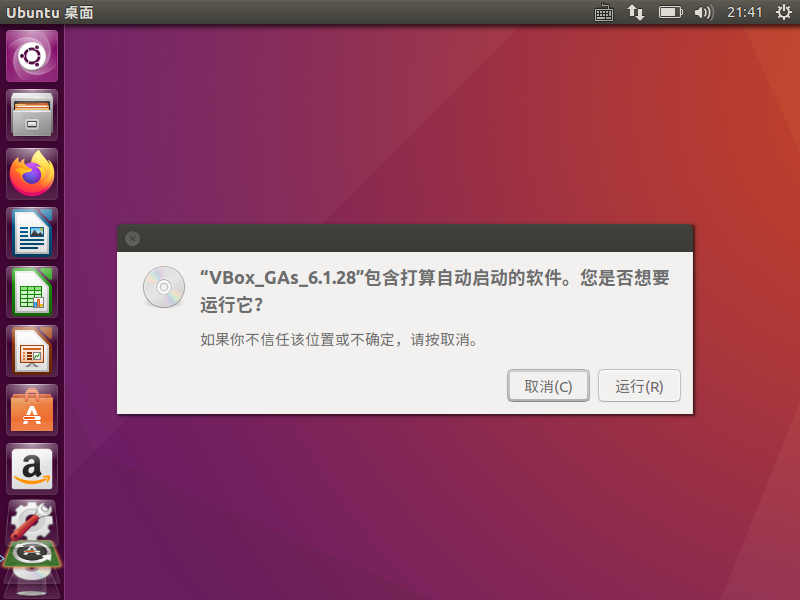 Ubuntu 桌面
21:41
“VBox_GAs_6.1.28”包含打算自动启动的软件。您是否想要
运行它？
如果你不信任该位置或不确定，请按取消。
取消(C)
运行(R)